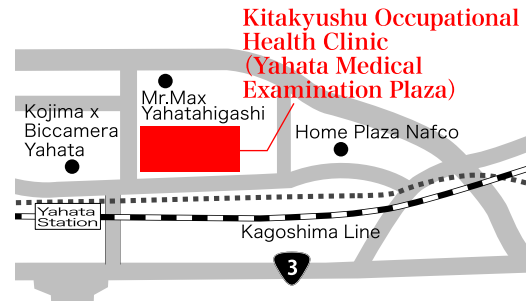 Kitakyushu Occupational
Health Clinic
(Yahata Medical
Examination Plaza)
Mr.Max
Yahatahigashi
Kojima x
Biccamera
Yahata
Home Plaza Nafco
Yahata
Station
Kagoshima Line
3